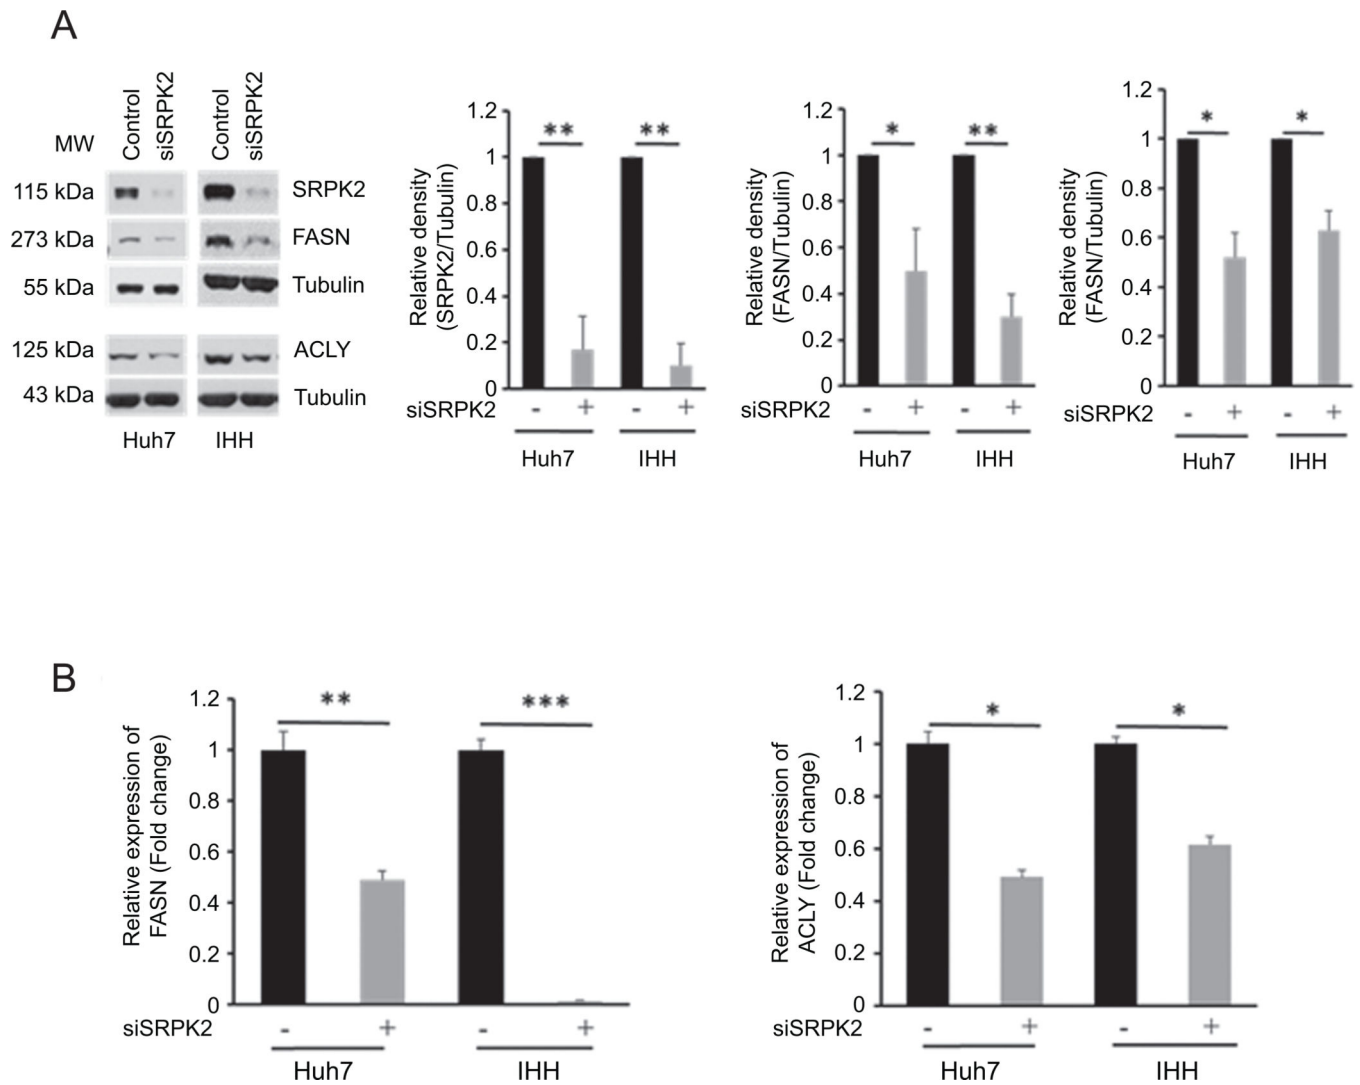 A
Control
siSRPK2
Control
siSRPK2
MW
115 kDa
SRPK2
273 kDa
FASN
55 kDa
Tubulin
125 kDa
ACLY
43 kDa
Tubulin
Huh7
IHH
Relative density
(SRPK2/Tubulin)
1.2
1
0.8
0.6
0.4
0.2
0
**
**
siSRPK2
-
+
-
+
Huh7
IHH
Relative density
(FASN/Tubulin)
1.2
1
0.8
0.6
0.4
0.2
0
*
**
siSRPK2
-
+
-
+
Huh7
IHH
Relative density
(FASN/Tubulin)
1.2
1
0.8
0.6
0.4
0.2
0
*
*
siSRPK2
-
+
-
+
Huh7
IHH
B
Relative expression of
FASN (Fold change)
1.2
1
0.8
0.6
0.4
0.2
0
**
***
siSRPK2
-
+
-
+
Huh7
IHH
Relative expression of
ACLY (Fold change)
1.2
1
0.8
0.6
0.4
0.2
0
*
*
siSRPK2
-
+
-
+
Huh7
IHH